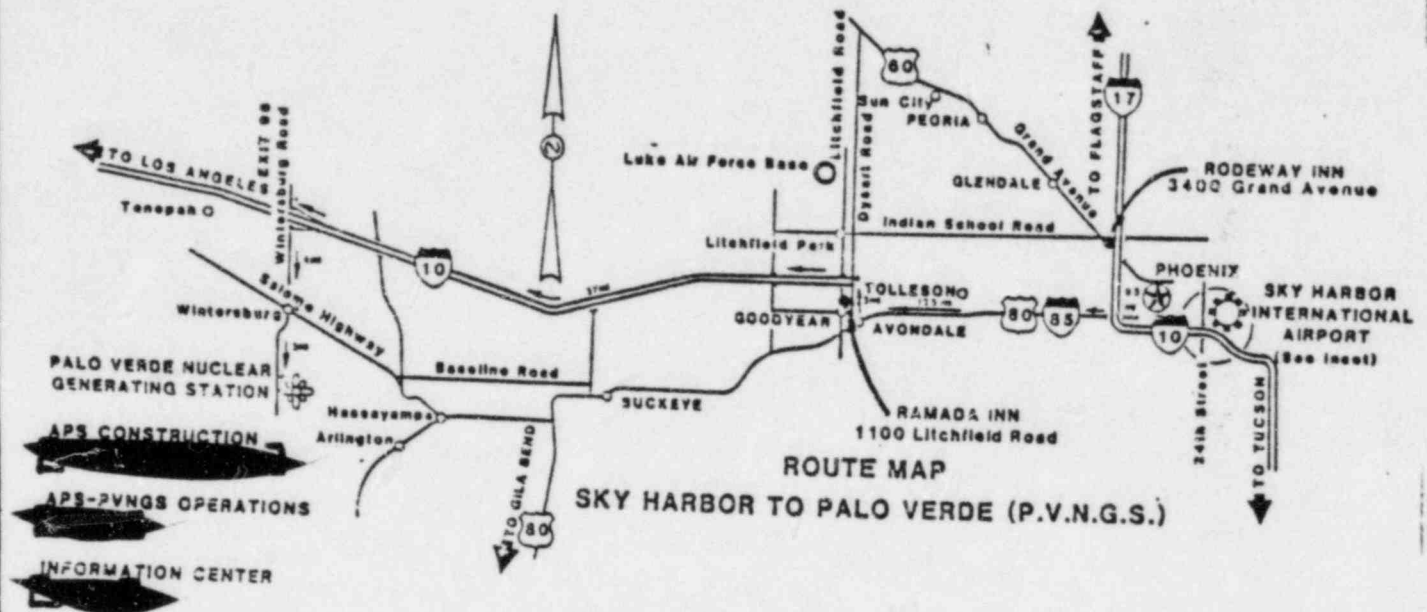 Litchfield Road
60
TO FLAGSTAFF
17
EXIT 98
Wintersburg Road
Sun City
PEORIA
Grand Avenue
TO LOS ANGELES
Luke Air Force Base
Dysart Road
GLENDALE
RODEWAY INN
3400 Grand Avenue
Tonopah
Litchfield Park
Indian School Road
10
PHOENIX
Salome Highway
TOLLESON
SKY HARBOR
INTERNATIONAL
AIRPORT
(See Inset)
Wintersburg
GOODYEAR
AVONDALE
80
85
10
PALO VERDE NUCLEAR
GENERATING STATION
Baseline Road
BUCKEYE
24th Street
Hassayampa
RAMADA INN
1100 Litchfield Road
Arlington
APS CONSTRUCTION
TO GILA BEND
80
TO TUCSON
ROUTE MAP
SKY HARBOR TO PALO VERDE (P.V.N.G.S.)
APS-PVNGS OPERATIONS
INFORMATION CENTER